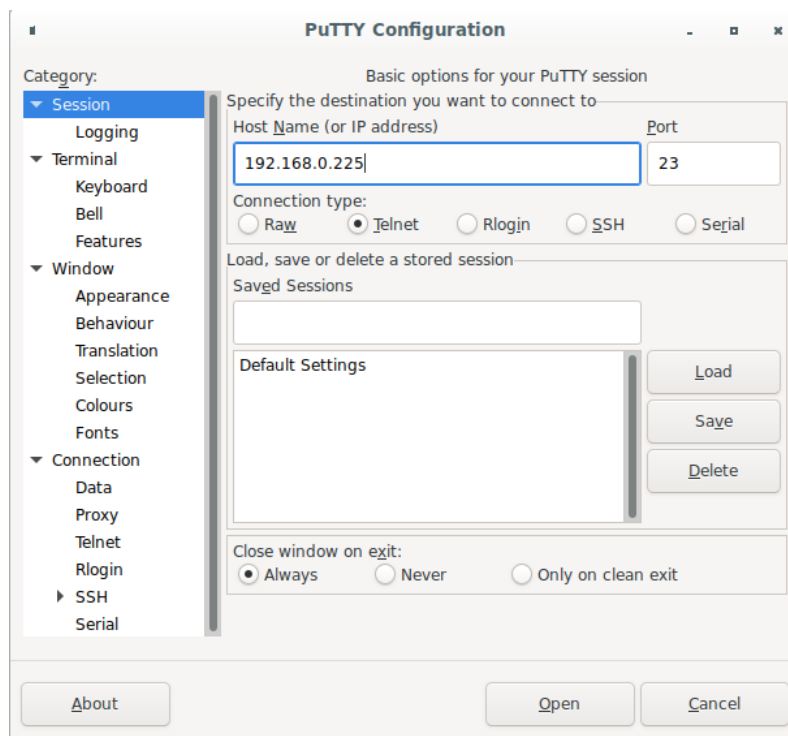 PuTTY Configuration
Category:
Session
Logging
Terminal
Keyboard
Bell
Features
Window
Appearance
Behaviour
Translation
Selection
Colours
Fonts
Connection
Data
Proxy
Telnet
Rlogin
SSH
Serial
Basic options for your PuTTY session
Specify the destination you want to connect to
Host Name (or IP address) Port
192.168.0.225 23
Connection type:
Raw Telnet Rlogin SSH Serial
Load, save or delete a stored session
Saved Sessions
Default Settings
Load
Save
Delete
Close window on exit:
Always Never Only on clean exit
About Open Cancel